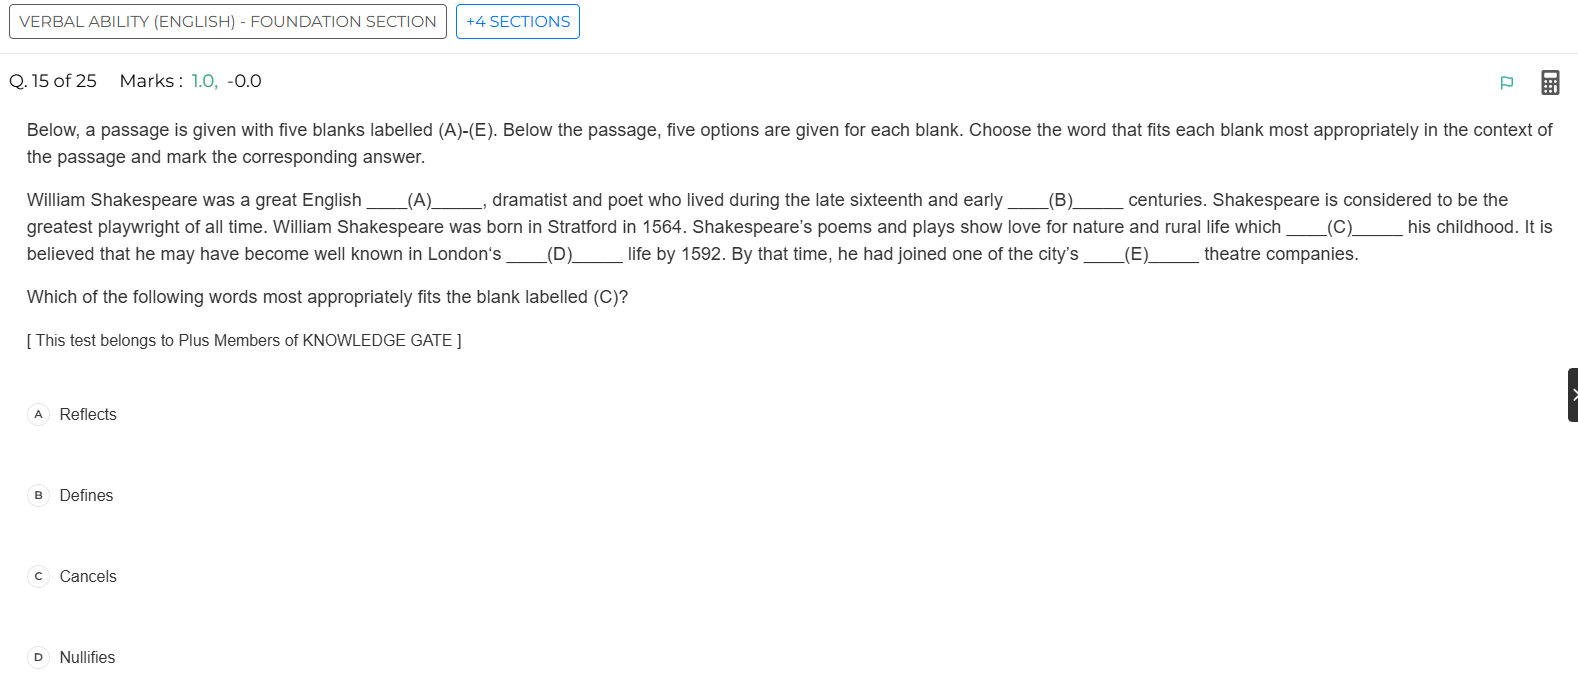 VERBAL ABILITY (ENGLISH) - FOUNDATION SECTION +4 SECTIONS
Q. 15 of 25 Marks : 1.0, -0.0
Below, a passage is given with five blanks labelled (A)-(E). Below the passage, five options are given for each blank. Choose the word that fits each blank most appropriately in the context of
the passage and mark the corresponding answer.
William Shakespeare was a great English ____(A)_____, dramatist and poet who lived during the late sixteenth and early ____(B)_____ centuries. Shakespeare is considered to be the
greatest playwright of all time. William Shakespeare was born in Stratford in 1564. Shakespeare’s poems and plays show love for nature and rural life which ____(C)_____ his childhood. It is
believed that he may have become well known in London‘s ____(D)_____ life by 1592. By that time, he had joined one of the city’s ____(E)_____ theatre companies.
Which of the following words most appropriately fits the blank labelled (C)?
[ This test belongs to Plus Members of KNOWLEDGE GATE ]
A Reflects
B Defines
C Cancels
D Nullifies